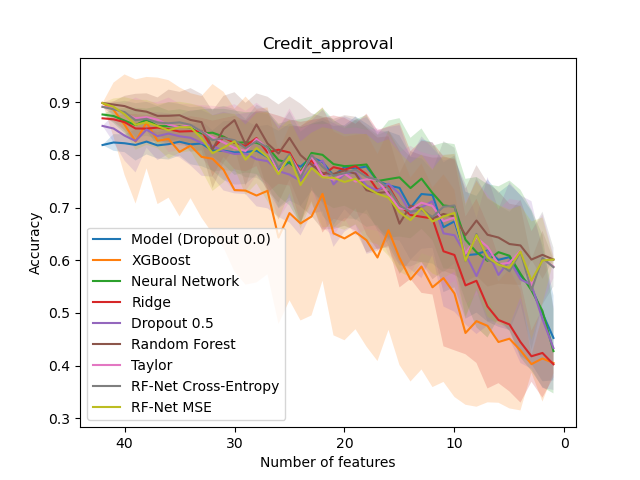 Credit_approval
Accuracy
0.9
0.8
0.7
0.6
0.5
0.4
0.3
Model (Dropout 0.0)
XGBoost
Neural Network
Ridge
Dropout 0.5
Random Forest
Taylor
RF-Net Cross-Entropy
RF-Net MSE
40 30 20 10 0
Number of features